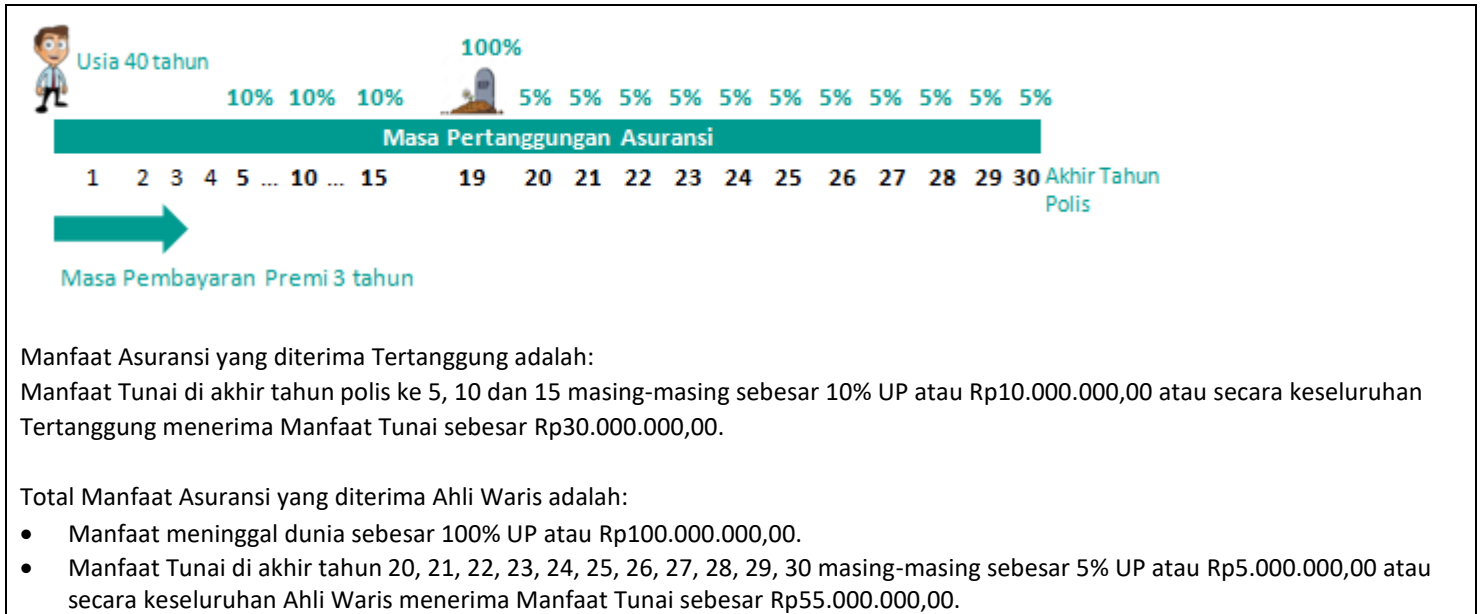 100%
Usia 40 tahun
10% 10% 10% 5% 5% 5% 5% 5% 5% 5% 5% 5% 5% 5%
Masa Pertanggungan Asuransi
1 2 3 4 5 ... 10 ... 15 19 20 21 22 23 24 25 26 27 28 29 30 Akhir Tahun
Polis
Masa Pembayaran Premi 3 tahun
Manfaat Asuransi yang diterima Tertanggung adalah:
Manfaat Tunai di akhir tahun polis ke 5, 10 dan 15 masing-masing sebesar 10% UP atau Rp10.000.000,00 atau secara keseluruhan
Tertanggung menerima Manfaat Tunai sebesar Rp30.000.000,00.
Total Manfaat Asuransi yang diterima Ahli Waris adalah:
• Manfaat meninggal dunia sebesar 100% UP atau Rp100.000.000,00.
• Manfaat Tunai di akhir tahun 20, 21, 22, 23, 24, 25, 26, 27, 28, 29, 30 masing-masing sebesar 5% UP atau Rp5.000.000,00 atau
secara keseluruhan Ahli Waris menerima Manfaat Tunai sebesar Rp55.000.000,00.